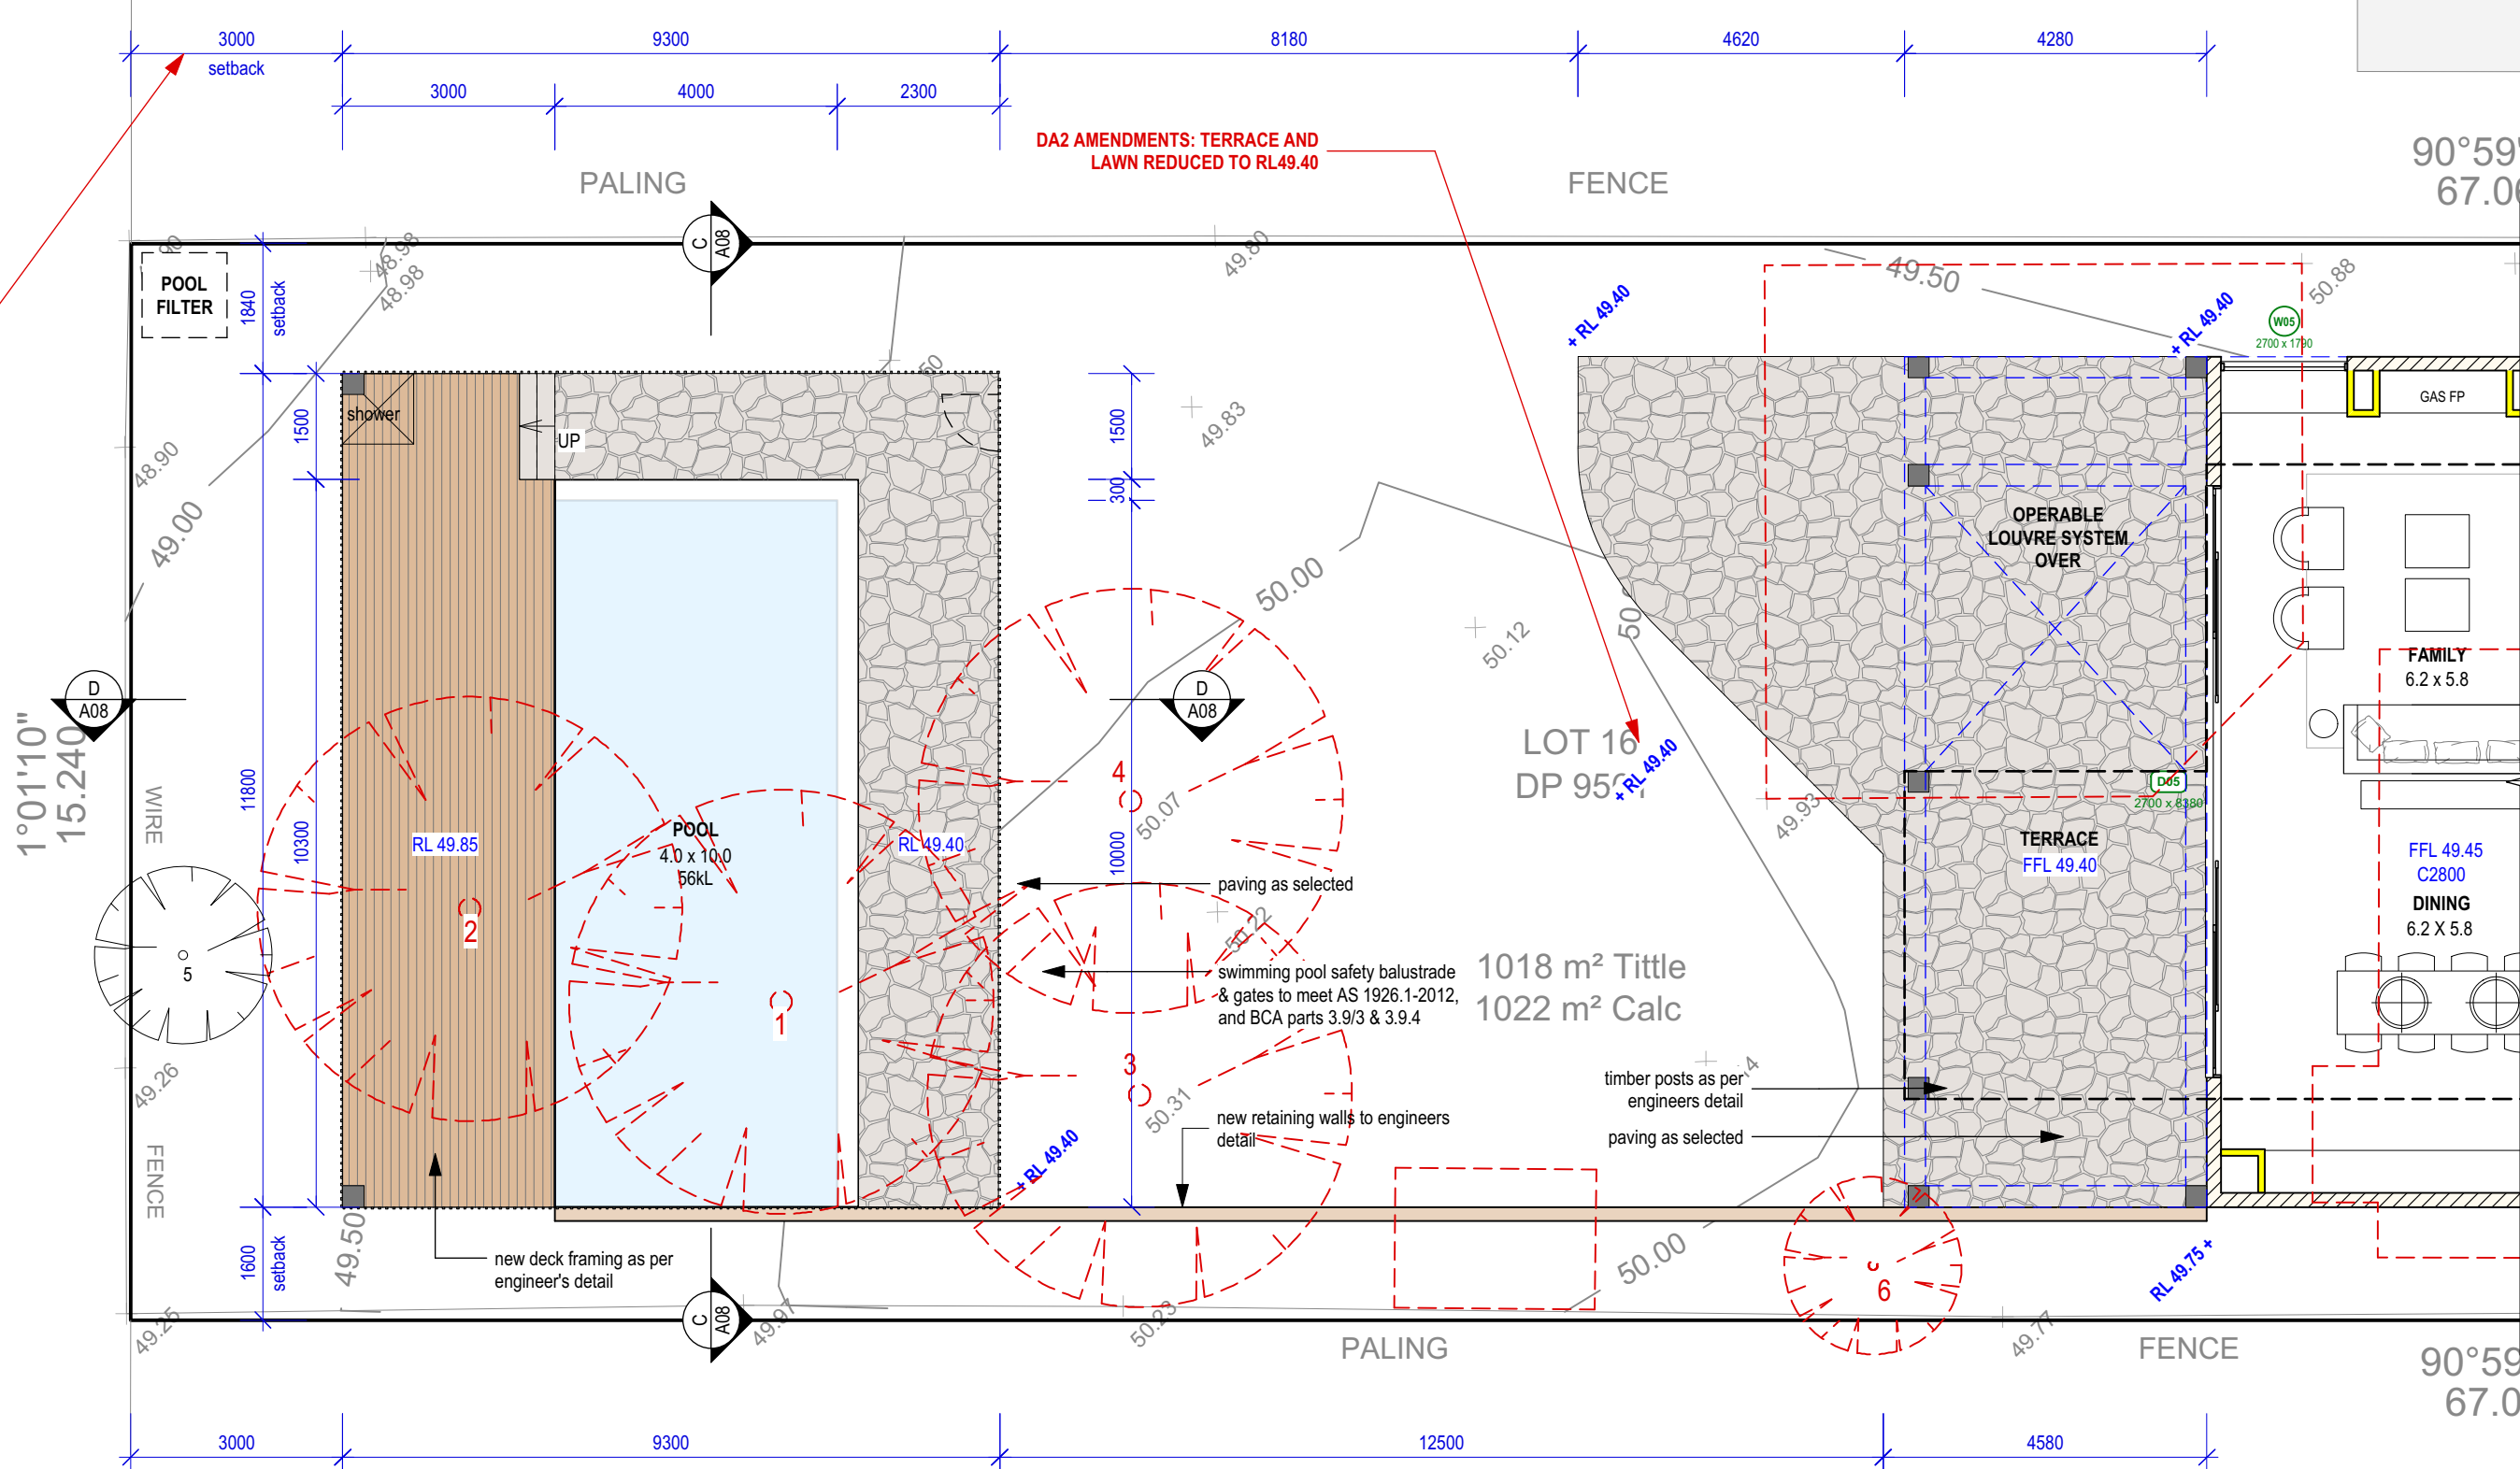 3000
setback
9300
8180
4620
4280
3000
4000
2300
DA2 AMENDMENTS: TERRACE AND
LAWN REDUCED TO RL49.40
PALING
FENCE
90°59'
67.0
C
A08
POOL
FILTER
1840
setback
48.98
48.98
49.80
49.50
50.88
+ RL 49.40
+ RL 49.40
W05
2700 x 1790
GAS FP
shower
UP
50
1500
1500
300
49.83
48.90
49.00
OPERABLE
LOUVRE SYSTEM
OVER
50.00
50.12
FAMILY
6.2 x 5.8
D
A08
D
A08
1°01'10"
15.240
WIRE
FENCE
11800
10300
10000
RL 49.85
POOL
4.0 x 10.0
56kL
RL 49.40
4
50.07
LOT 16
DP 95
+ RL 49.40
49.93
D05
2700 x 8380
TERRACE
FFL 49.40
FFL 49.45
C2800
DINING
6.2 X 5.8
paving as selected
2
5
1
50.22
swimming pool safety balustrade
& gates to meet AS 1926.1-2012,
and BCA parts 3.9/3 & 3.9.4
1018 m² Tittle
1022 m² Calc
3
50.31
49.26
timber posts as per
engineers detail
paving as selected
new retaining walls to engineers
detail
+ RL 49.40
49.50
1600
setback
new deck framing as per
engineer's detail
50.00
6
RL 49.75 +
49.25
C
A08
49.97
50.23
49.77
PALING
FENCE
90°59
67.0
3000
9300
12500
4580